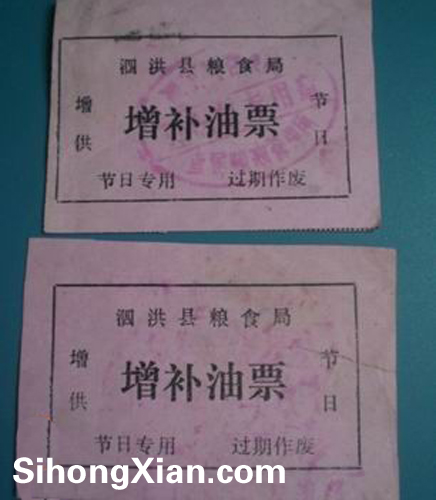 泗洪县粮食局
增供
增补油票
节日
节日专用 过期作废
泗洪县粮食局
增供
增补油票
节日
节日专用 过期作废
SihongXian.com